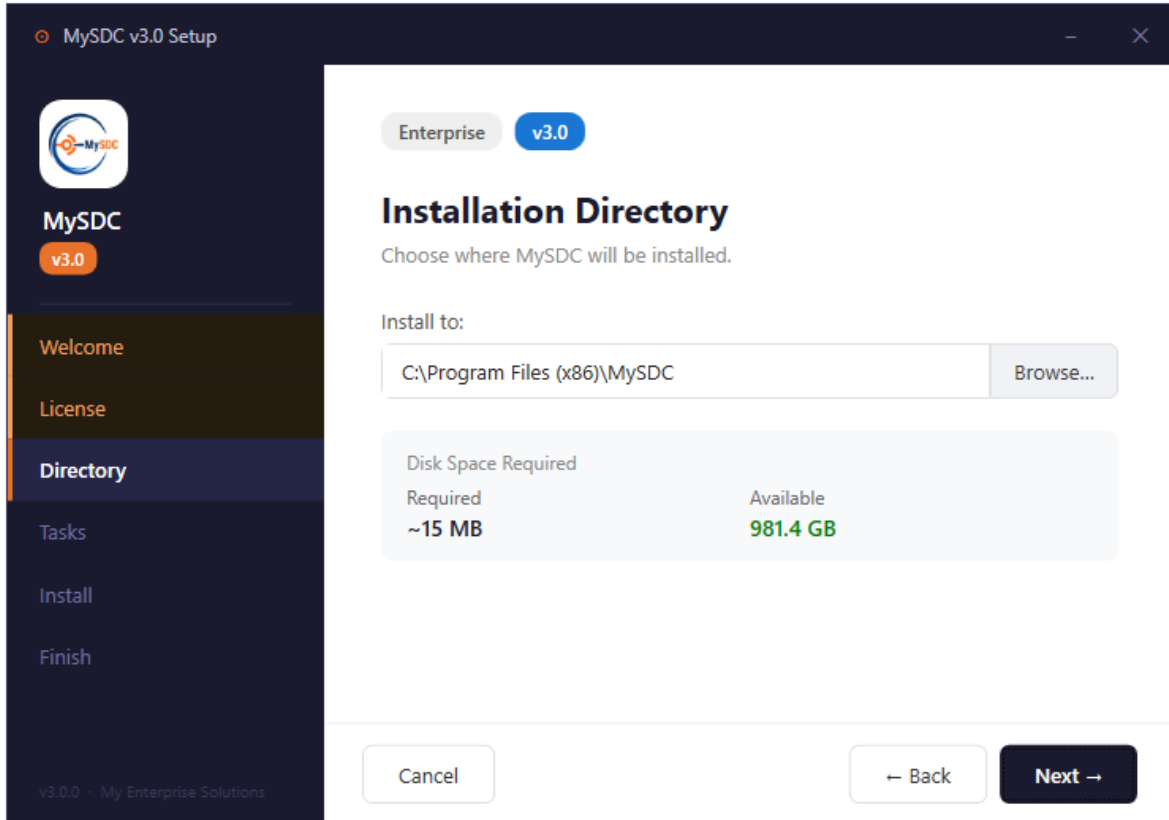 MySDC v3.0 Setup
MySDC
MySDC
v3.0
Welcome
License
Directory
Tasks
Install
Finish
v3.0.0 · My Enterprise Solutions
Enterprise v3.0
Installation Directory
Choose where MySDC will be installed.
Install to:
C:\Program Files (x86)\MySDC Browse...
Disk Space Required
Required Available
~15 MB 981.4 GB
Cancel ← Back Next →